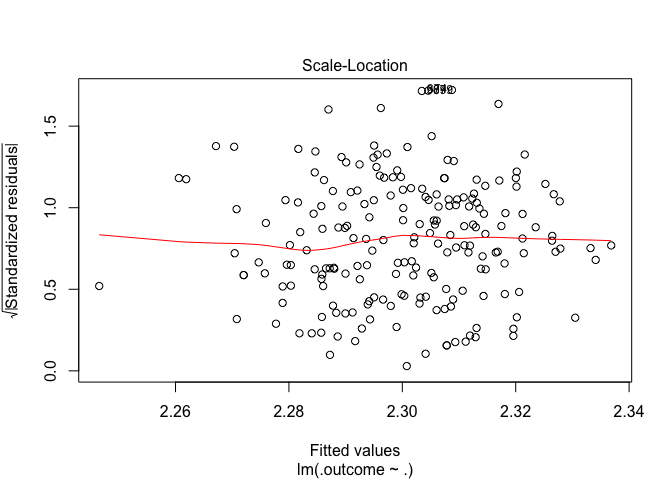 Scale-Location
√|Standardized residuals|
1.5
1.0
0.5
0.0
2.26 2.28 2.30 2.32 2.34
Fitted values
lm(.outcome ~ .)